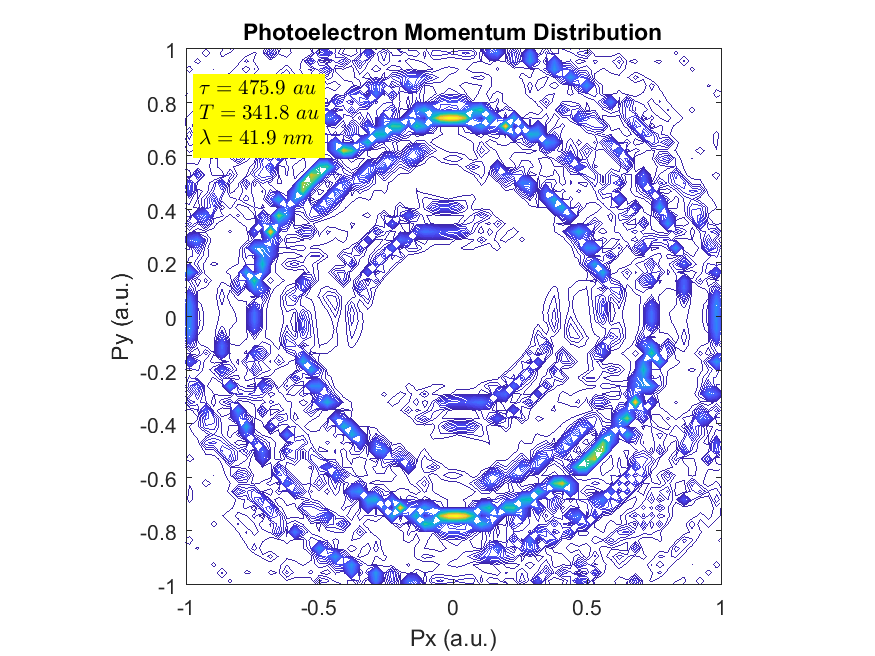 Photoelectron Momentum Distribution
τ = 475.9 au
T = 341.8 au
λ = 41.9 nm
1
0.8
0.6
0.4
0.2
0
-0.2
-0.4
-0.6
-0.8
-1
Py (a.u.)
-1 -0.5 0 0.5 1
Px (a.u.)